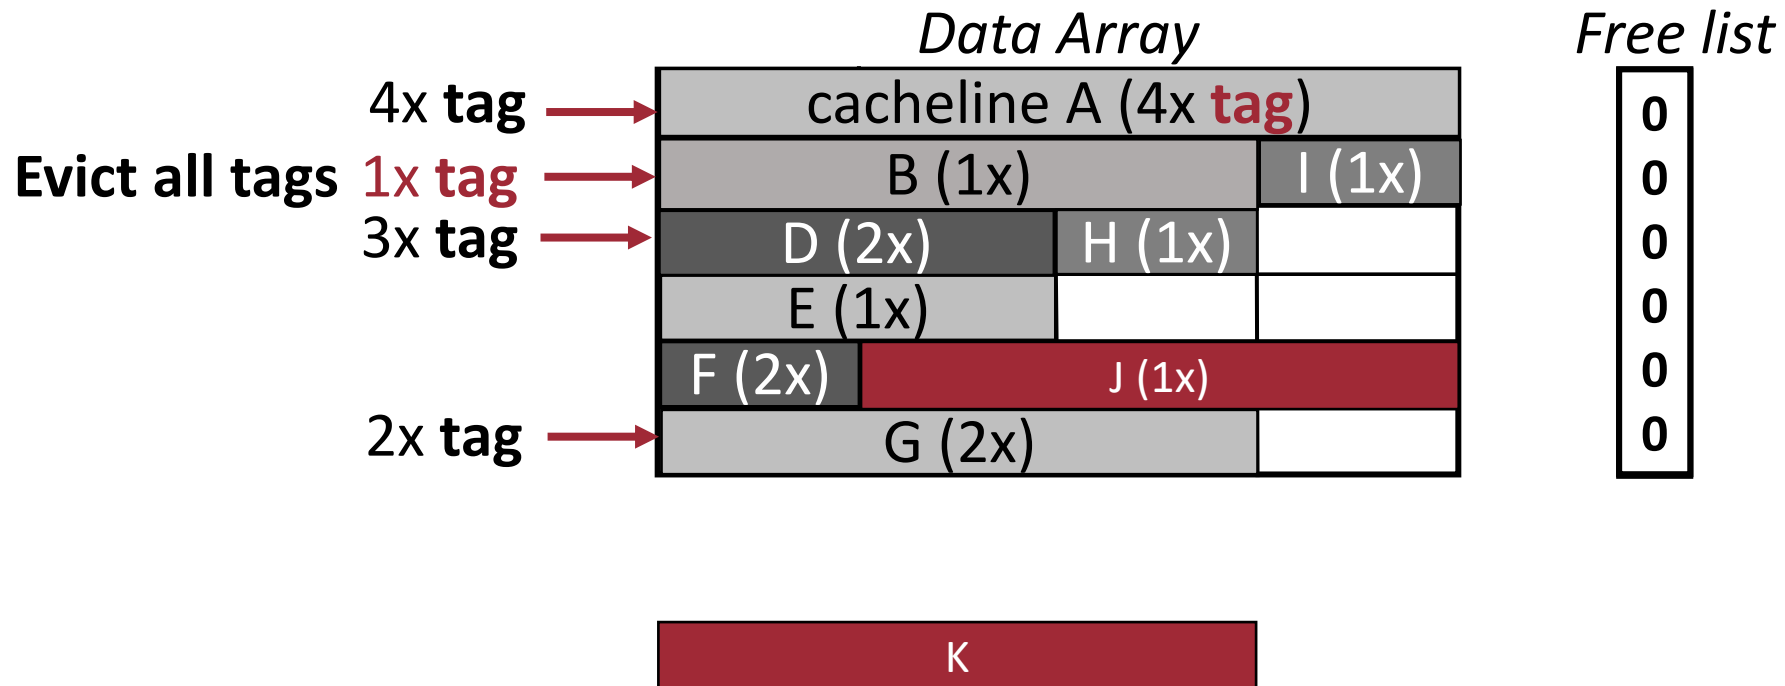 Data Array
Free list
4x tag
cacheline A (4x tag)
0
Evict all tags 1x tag
B (1x)
I (1x)
0
3x tag
D (2x)
H (1x)
0
E (1x)
0
F (2x)
J (1x)
0
2x tag
G (2x)
0
K